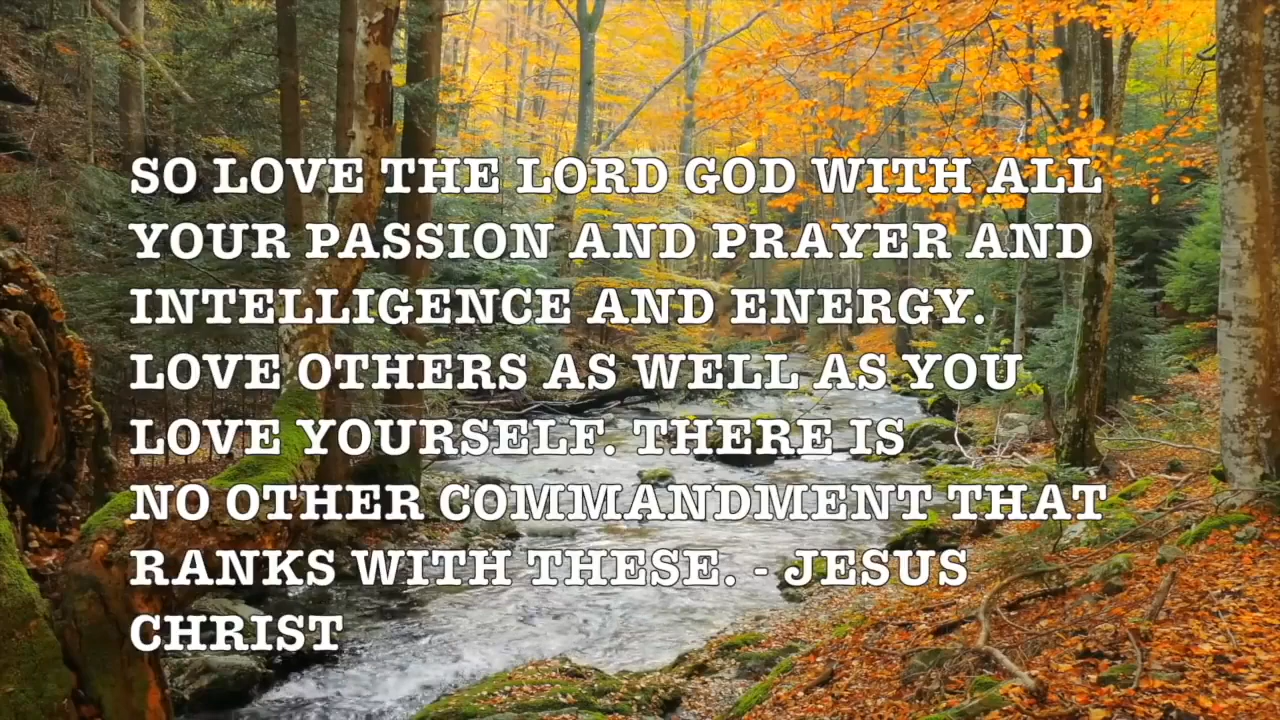 SO LOVE THE LORD GOD WITH ALL
YOUR PASSION AND PRAYER AND
INTELLIGENCE AND ENERGY.
LOVE OTHERS AS WELL AS YOU
LOVE YOURSELF. THERE IS
NO OTHER COMMANDMENT THAT
RANKS WITH THESE. - JESUS
CHRIST